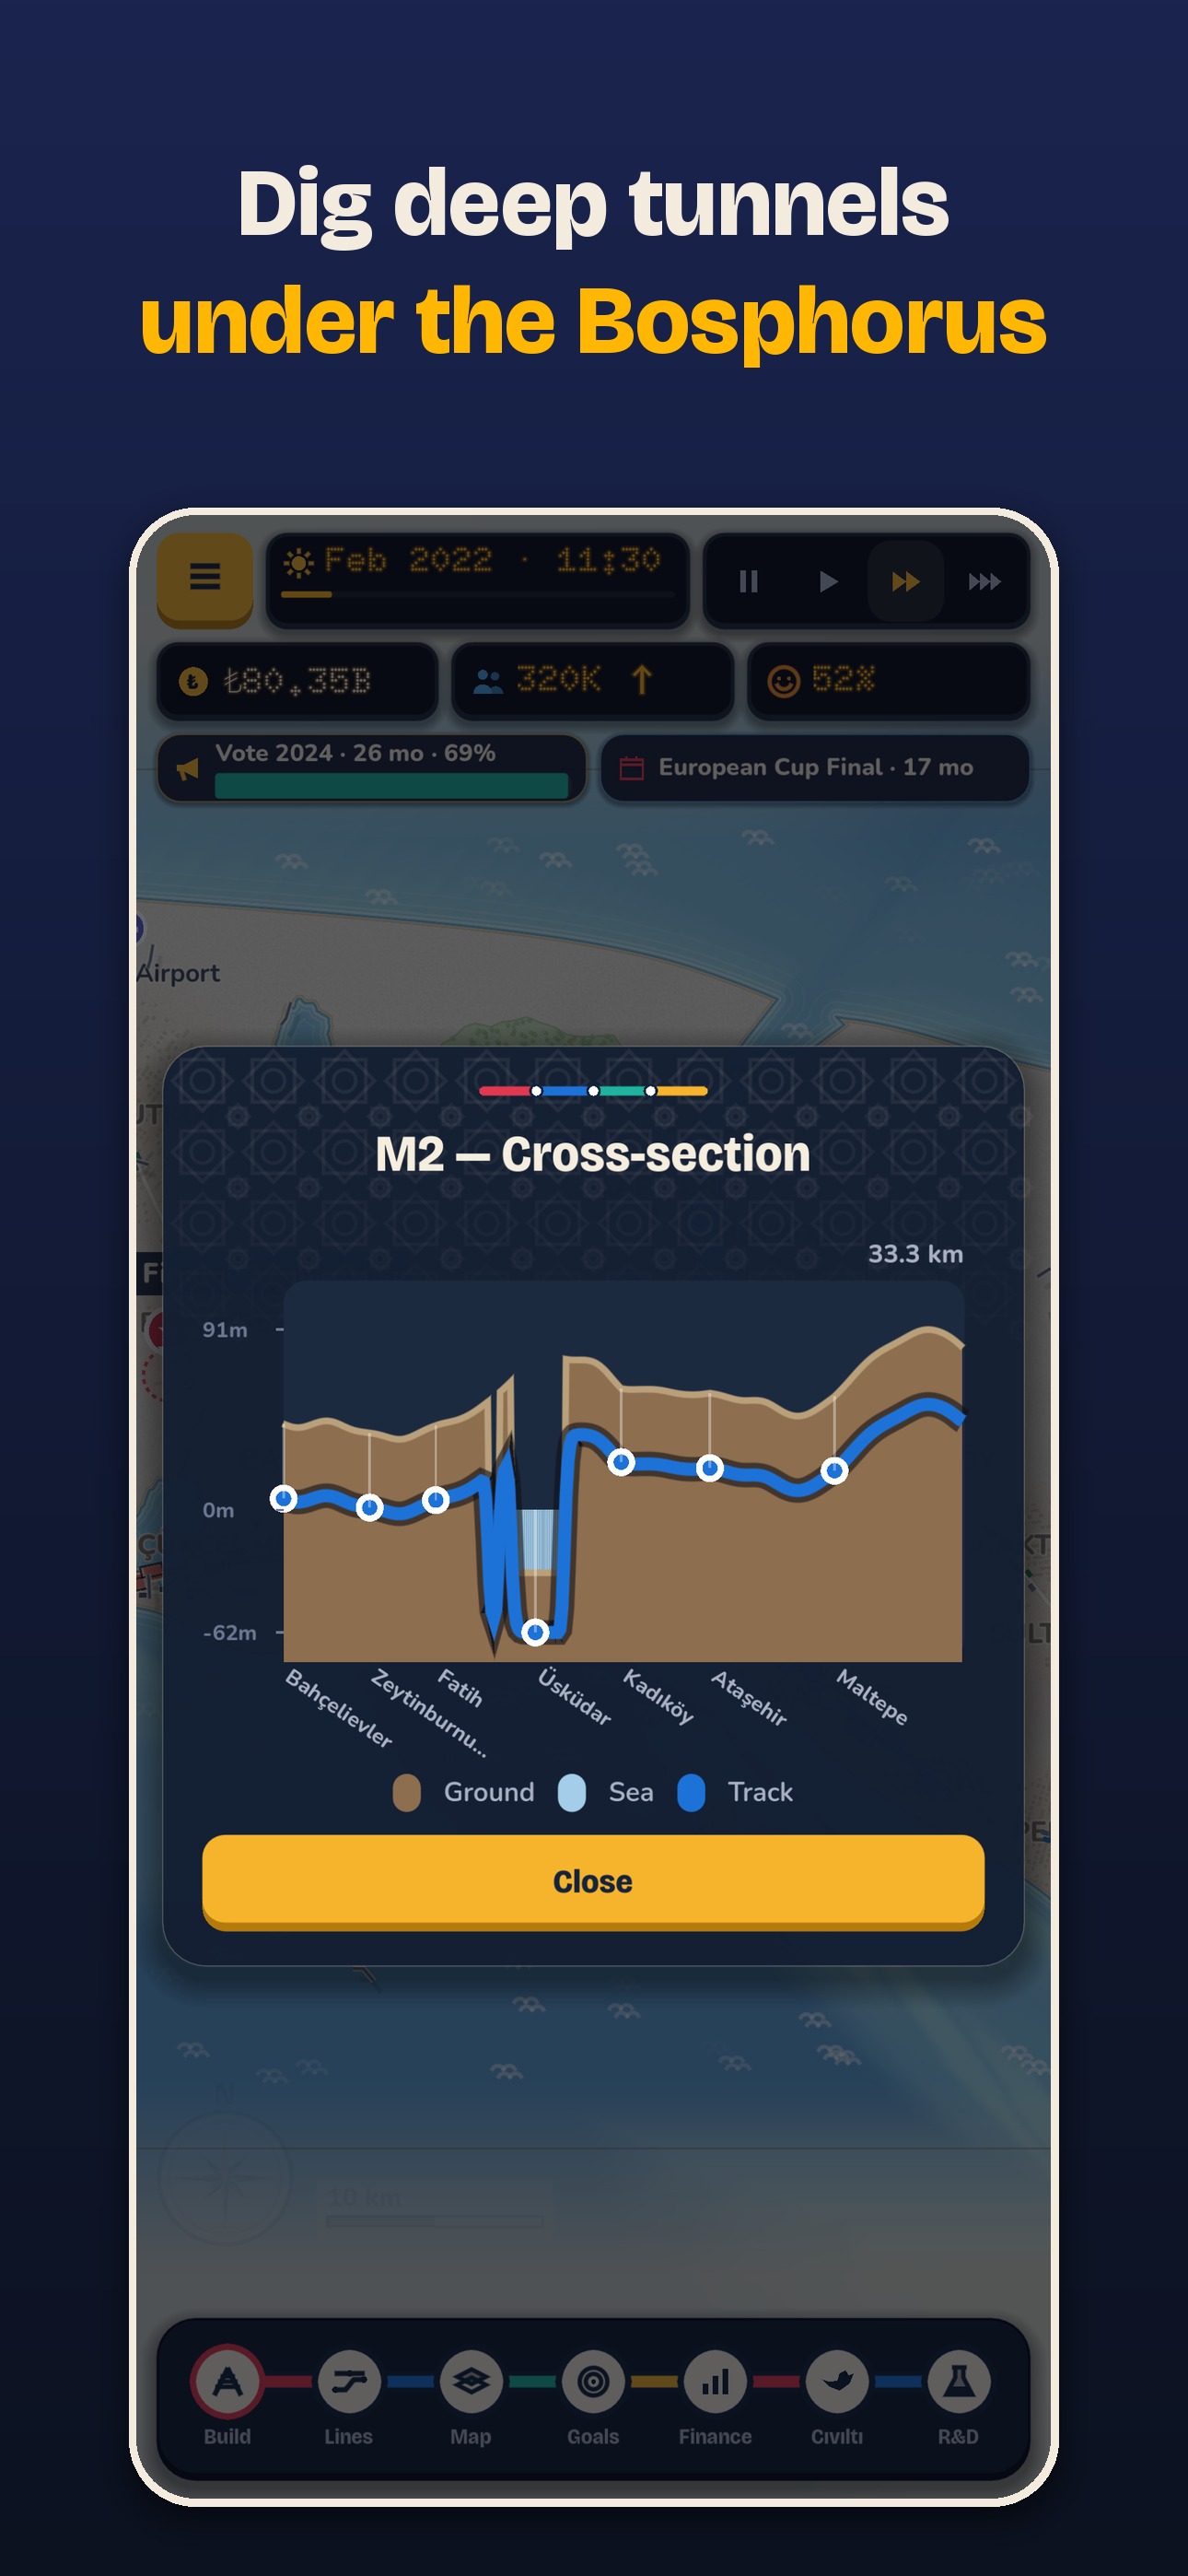 Dig deep tunnels
under the Bosphorus
Feb 2022 · 11:30
₺80.35B
320K ↑
52%
Vote 2024 · 26 mo · 69%
European Cup Final · 17 mo
Airport
M2 — Cross-section
33.3 km
91m
0m
-62m
Bahçelievler
Zeytinburnu...
Fatih
Üsküdar
Kadıköy
Ataşehir
Maltepe
Ground
Sea
Track
Close
N
10 km
Build
Lines
Map
Goals
Finance
Cıvıltı
R&D